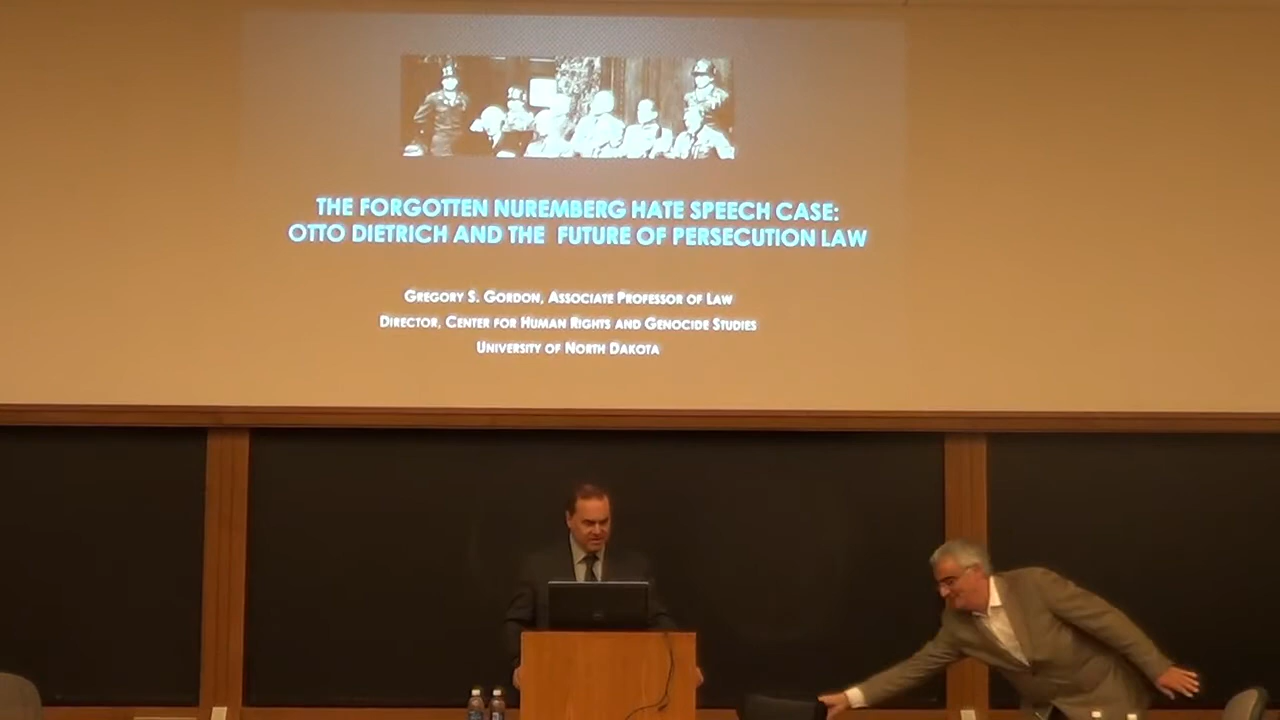 THE FORGOTTEN NUREMBERG HATE SPEECH CASE:
OTTO DIETRICH AND THE FUTURE OF PERSECUTION LAW
GREGORY S. GORDON, ASSOCIATE PROFESSOR OF LAW
DIRECTOR, CENTER FOR HUMAN RIGHTS AND GENOCIDE STUDIES
UNIVERSITY OF NORTH DAKOTA